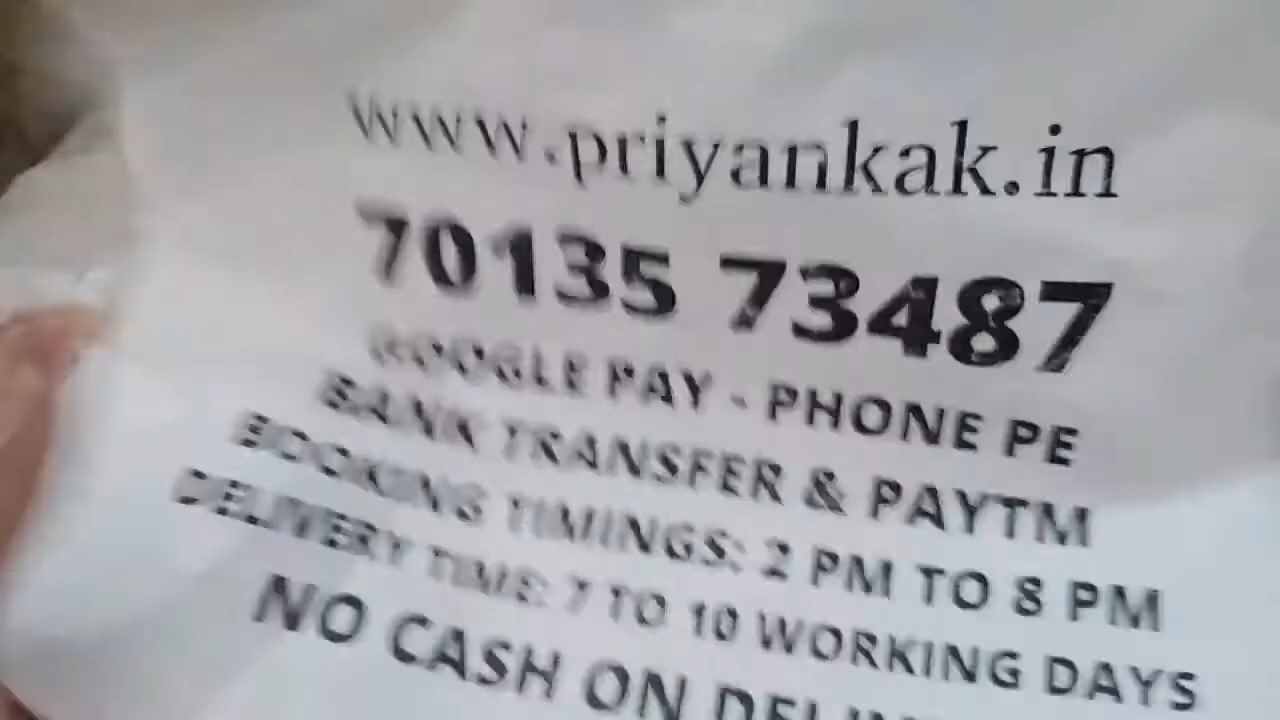 www.priyankak.in
70135 73487
GOOGLE PAY - PHONE PE
BANK TRANSFER & PAYTM
BOOKING TIMINGS: 2 PM TO 8 PM
DELIVERY TIME: 7 TO 10 WORKING DAYS
NO CASH ON